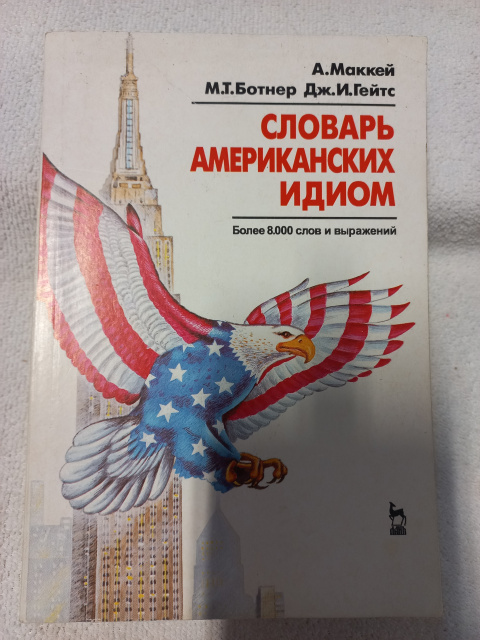 А.Маккей
М.Т.Ботнер Дж.И.Гейтс
СЛОВАРЬ
АМЕРИКАНСКИХ
ИДИОМ
Более 8.000 слов и выражений